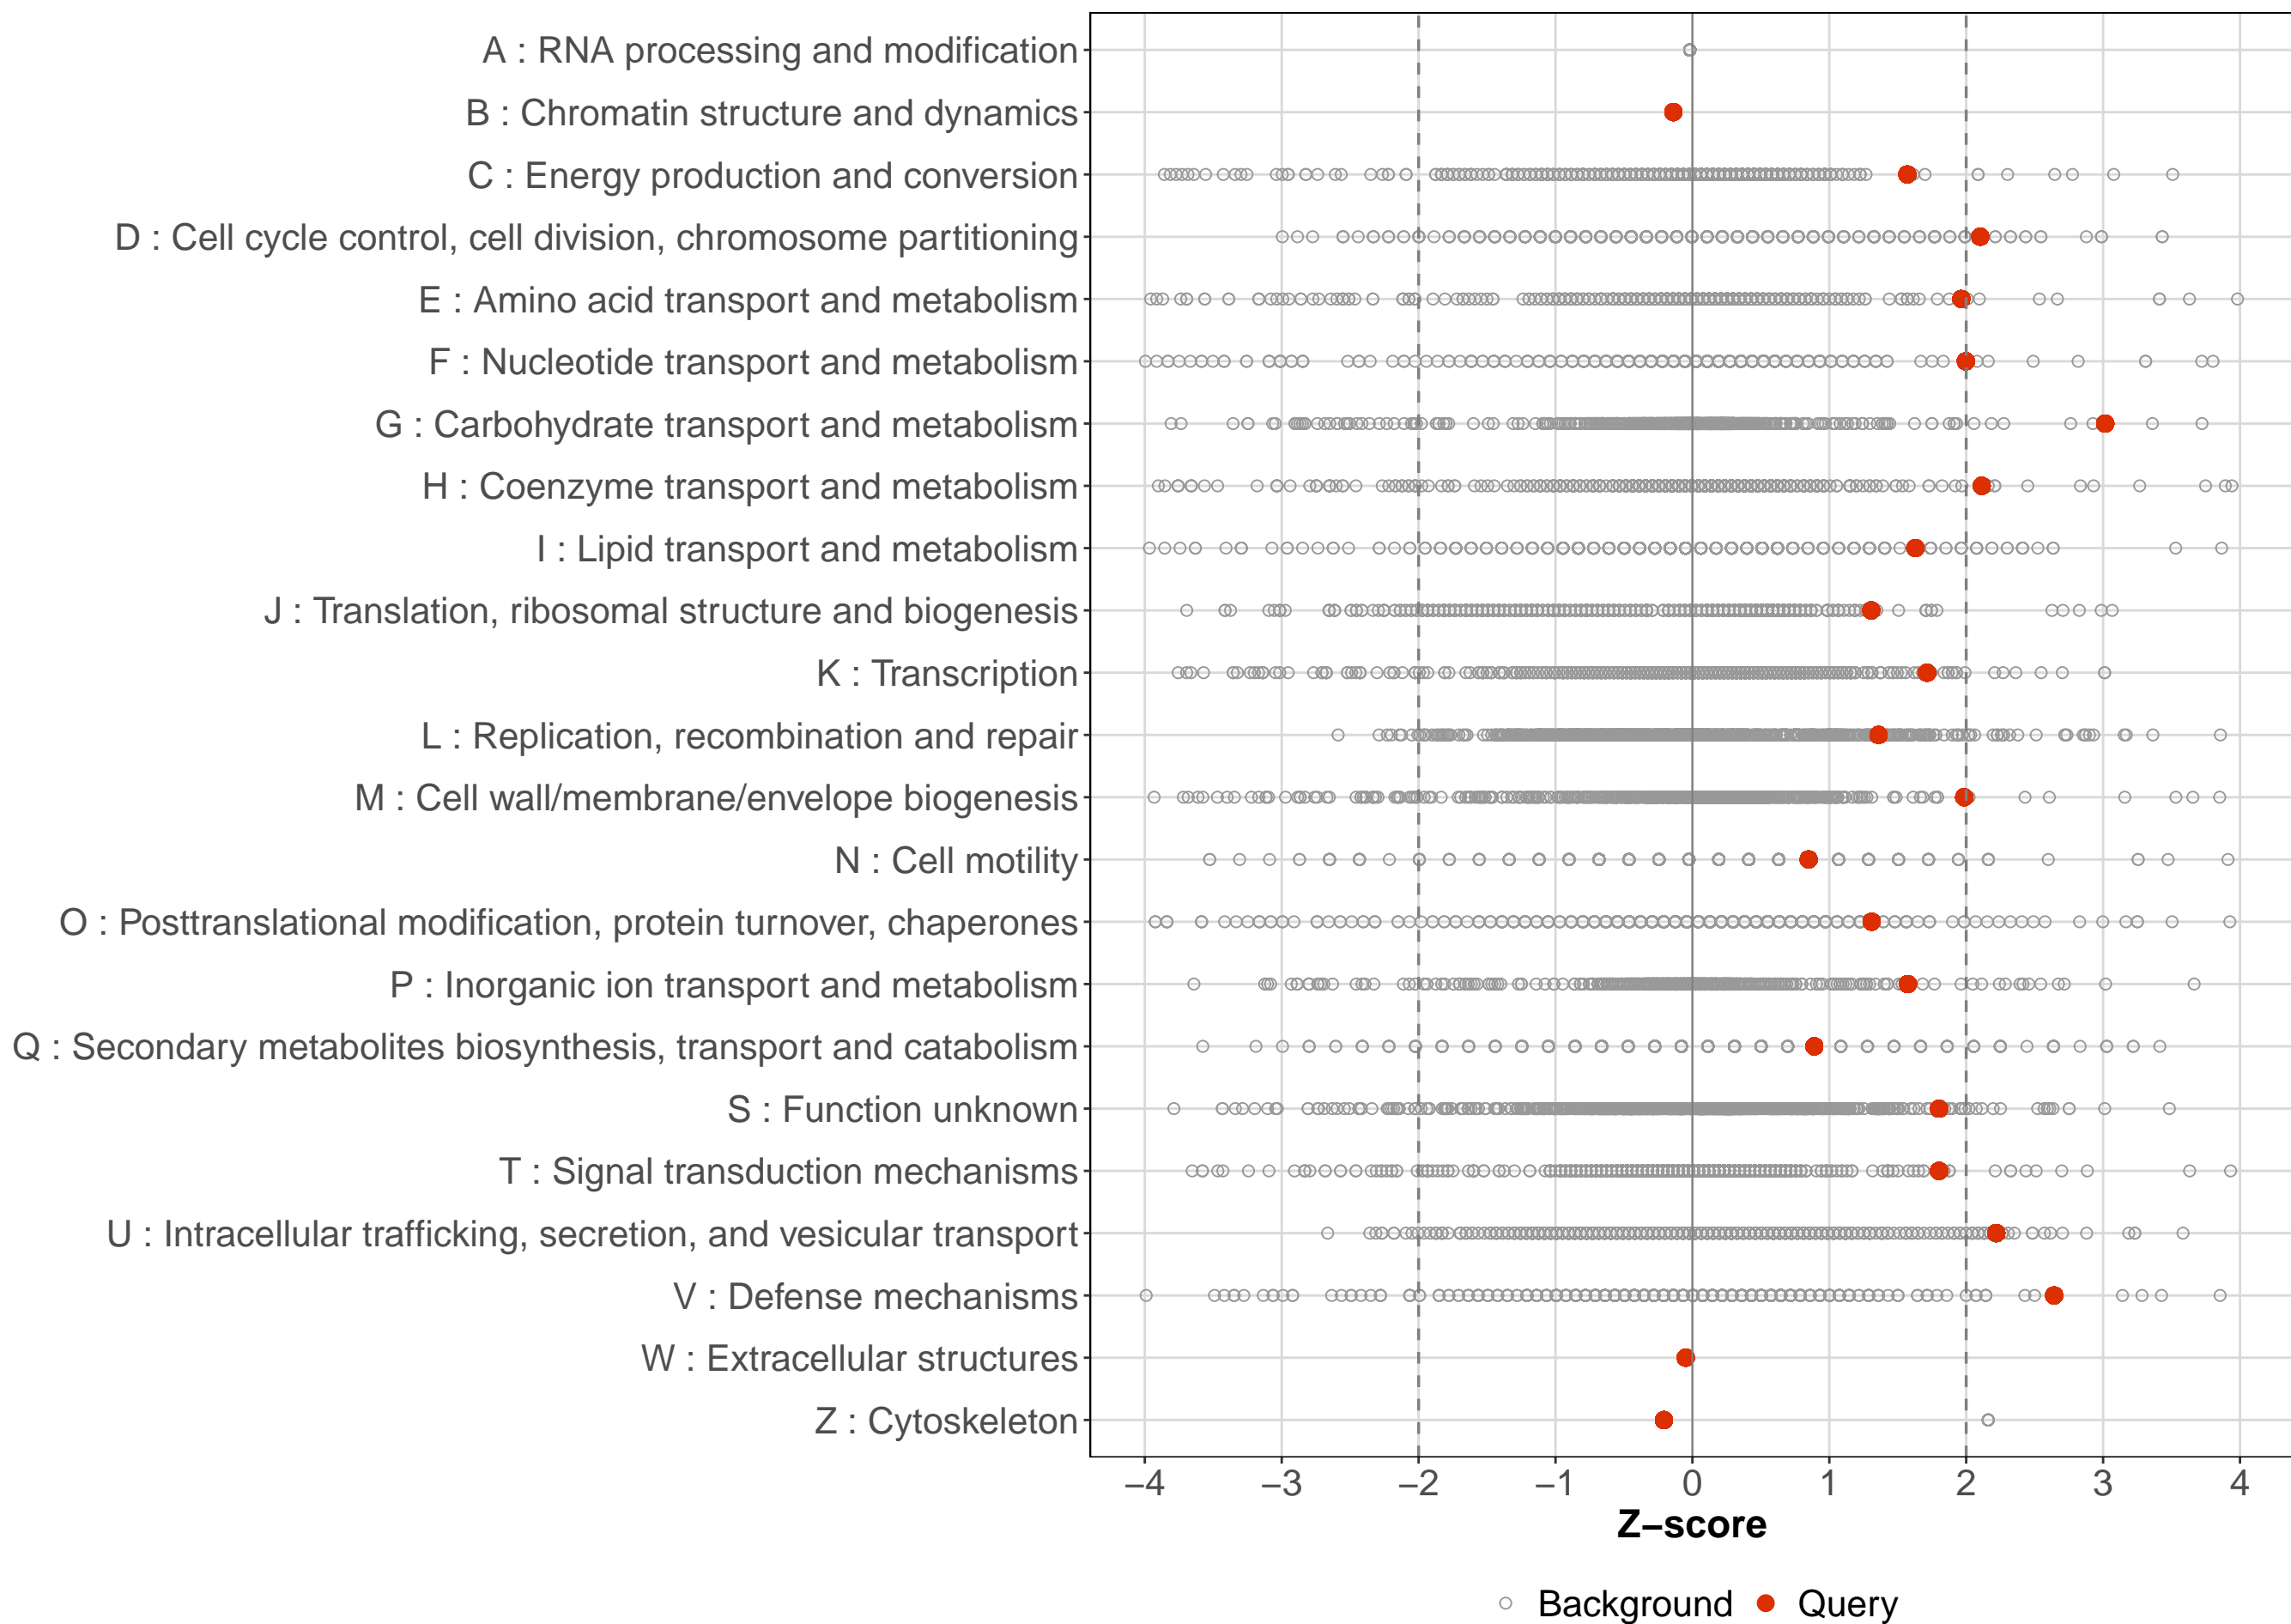 A : RNA processing and modification
B : Chromatin structure and dynamics
C : Energy production and conversion
D : Cell cycle control, cell division, chromosome partitioning
E : Amino acid transport and metabolism
F : Nucleotide transport and metabolism
G : Carbohydrate transport and metabolism
H : Coenzyme transport and metabolism
I : Lipid transport and metabolism
J : Translation, ribosomal structure and biogenesis
K : Transcription
L : Replication, recombination and repair
M : Cell wall/membrane/envelope biogenesis
N : Cell motility
O : Posttranslational modification, protein turnover, chaperones
P : Inorganic ion transport and metabolism
Q : Secondary metabolites biosynthesis, transport and catabolism
S : Function unknown
T : Signal transduction mechanisms
U : Intracellular trafficking, secretion, and vesicular transport
V : Defense mechanisms
W : Extracellular structures
Z : Cytoskeleton
−4 −3 −2 −1 0 1 2 3 4
Z−score
Background Query